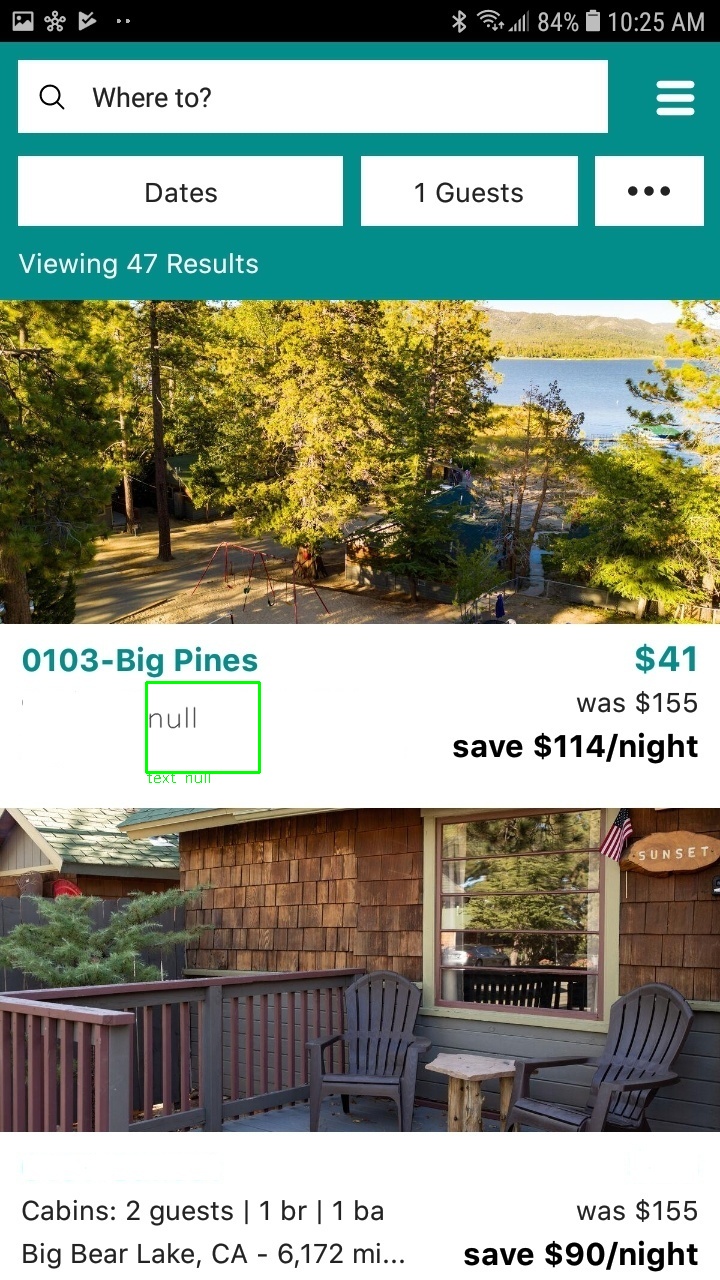 84% 10:25 AM
Where to?
Dates
1 Guests
Viewing 47 Results
0103-Big Pines
$41
was $155
null
save $114/night
text null
SUNSET
Cabins: 2 guests | 1 br | 1 ba
was $155
Big Bear Lake, CA - 6,172 mi...
save $90/night